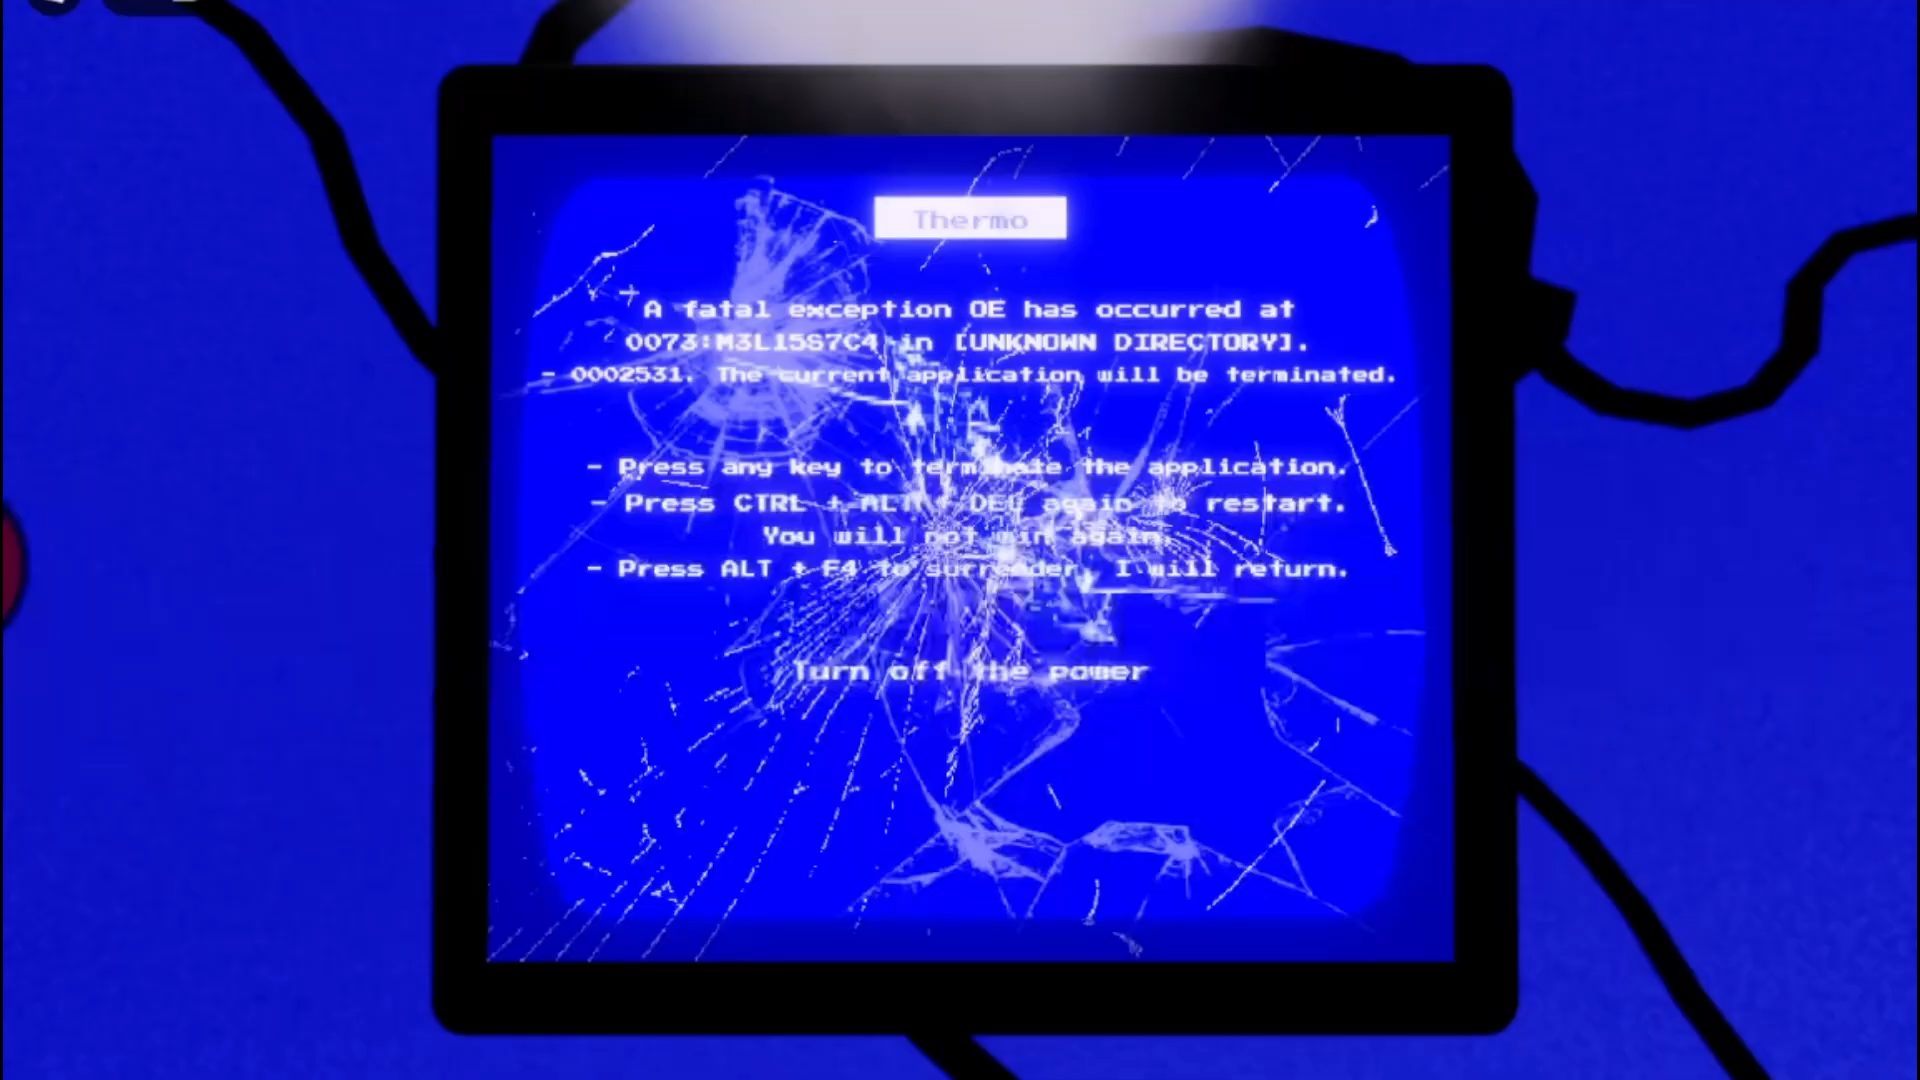 Thermo
A fatal exception OE has occurred at
0073:M3L15S7C4 in [UNKNOWN DIRECTORY].
- 0002531. The current application will be terminated.
- Press any key to terminate the application.
- Press CTRL + ALT + DEL again to restart.
You will not win again.
- Press ALT + F4 to surrender. I will return.
Turn off the power